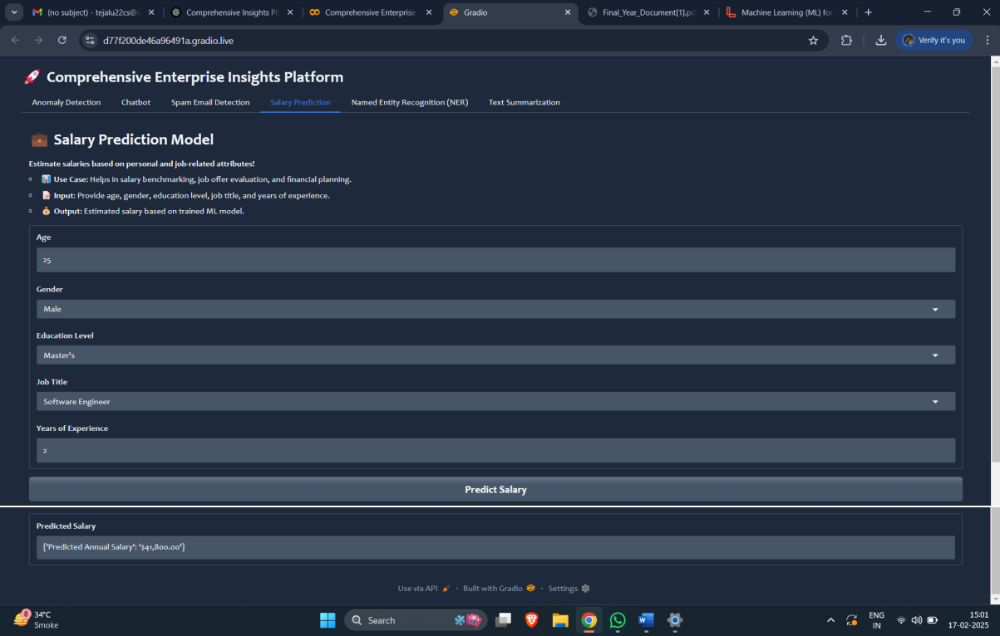 (no subject) - tejalu22cs@
Comprehensive Insights Pl
Comprehensive Enterprise
Gradio
Final_Year_Document[1].pd
Machine Learning (ML) for
d77f200de46a96491a.gradio.live
Verify it's you
Comprehensive Enterprise Insights Platform
Anomaly Detection
Chatbot
Spam Email Detection
Salary Prediction
Named Entity Recognition (NER)
Text Summarization
Salary Prediction Model
Estimate salaries based on personal and job-related attributes!
Use Case: Helps in salary benchmarking, job offer evaluation, and financial planning.
Input: Provide age, gender, education level, job title, and years of experience.
Output: Estimated salary based on trained ML model.
Age
25
Gender
Male
Education Level
Master's
Job Title
Software Engineer
Years of Experience
2
Predict Salary
Predicted Salary
{'Predicted Annual Salary': '$41,800.00'}
Use via API · Built with Gradio · Settings
8
34°C
Smoke
Search
ENG
IN
15:01
17-02-2025